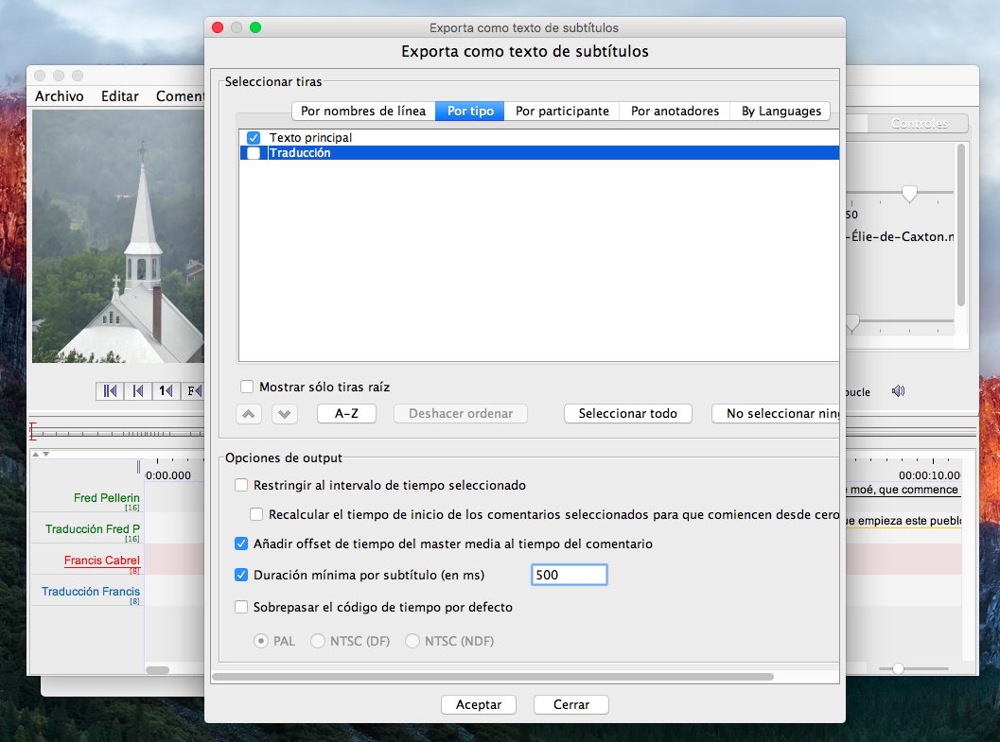 Exporta como texto de subtítulos
Exporta como texto de subtítulos
Archivo Editar Coment
Seleccionar tiras
Por nombres de línea Por tipo Por participante Por anotadores By Languages
Controles
Texto principal
Traducción
50
-Élie-de-Caxton.n
Mostrar sólo tiras raíz
A-Z Deshacer ordenar Seleccionar todo No seleccionar nin
1 F
bucle
Opciones de output
0:00.000
00:00:10.00
Restringir al intervalo de tiempo seleccionado
moé, que commence
Fred Pellerin
[16]
Recalcular el tiempo de inicio de los comentarios seleccionados para que comiencen desde cero
ue empieza este pueblo
Traducción Fred P
[16]
Añadir offset de tiempo del master media al tiempo del comentario
Francis Cabrel
[8]
Duración mínima por subtítulo (en ms) 500
Traducción Francis
[8]
Sobrepasar el código de tiempo por defecto
PAL NTSC (DF) NTSC (NDF)
Aceptar Cerrar